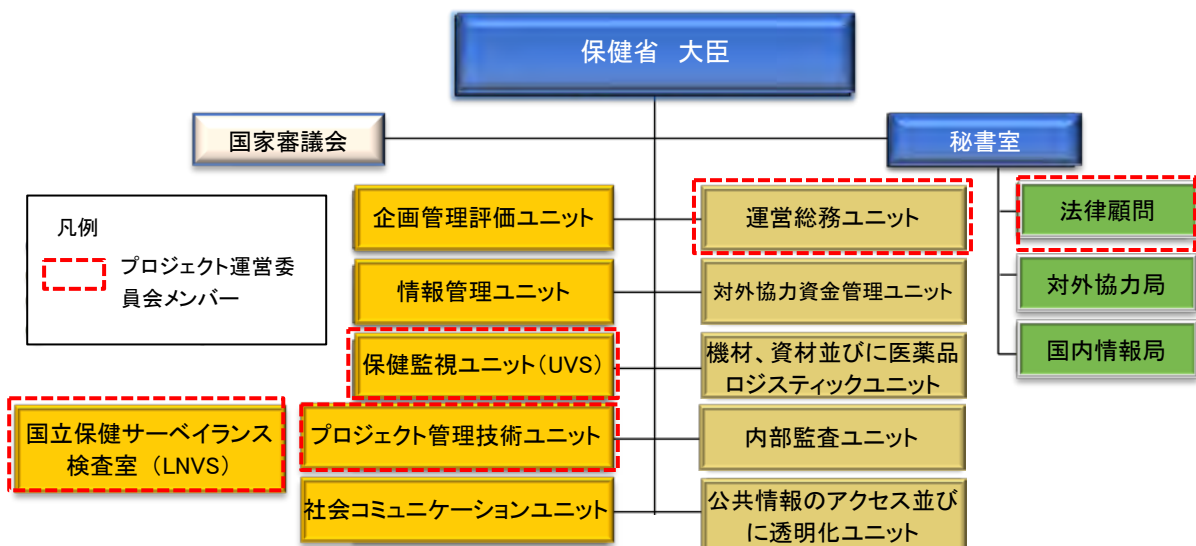 保健省 大臣
国家審議会
秘書室
凡例
プロジェクト運営委
員会メンバー
企画管理評価ユニット
運営総務ユニット
法律顧問
情報管理ユニット
対外協力資金管理ユニット
対外協力局
保健監視ユニット(UVS)
機材、資材並びに医薬品
ロジスティックユニット
国内情報局
国立保健サーベイランス
検査室 (LNVS)
プロジェクト管理技術ユニット
内部監査ユニット
社会コミュニケーションユニット
公共情報のアクセス並び
に透明化ユニット